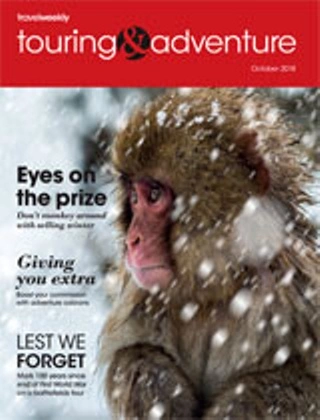 travelweekly
touring & adventure
October 2018
Eyes on
the prize
Don't monkey around
with selling winter
Giving
you extra
Boost your commission
with adventure add-ons
LEST WE
FORGET
Mark 100 years since
end of First World War
on a battlefields tour